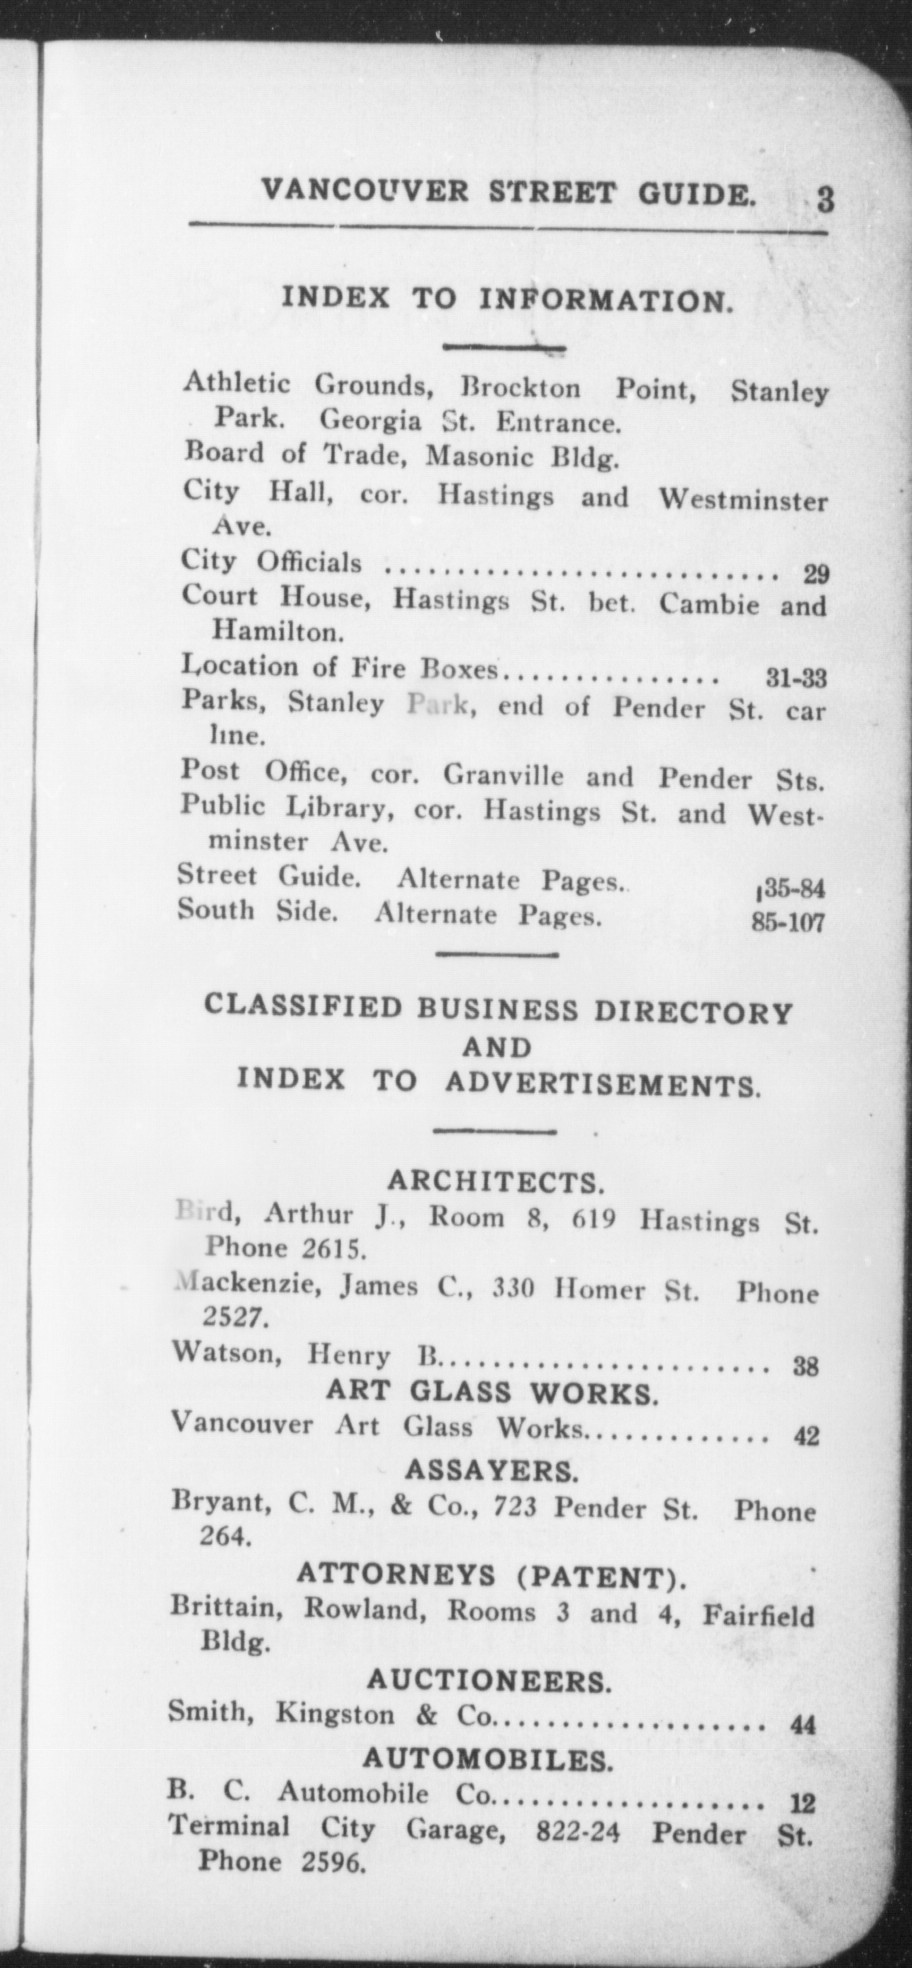 VANCOUVER STREET GUIDE. 3
INDEX TO INFORMATION.
Athletic Grounds, Brockton Point, Stanley
Park. Georgia St. Entrance.
Board of Trade, Masonic Bldg.
City Hall, cor. Hastings and Westminster
Ave.
City Officials ........................... 29
Court House, Hastings St. bet. Cambie and
Hamilton.
Location of Fire Boxes............... 31-33
Parks, Stanley Park, end of Pender St. car
line.
Post Office, cor. Granville and Pender Sts.
Public Library, cor. Hastings St. and West-
minster Ave.
Street Guide. Alternate Pages.. 35-84
South Side. Alternate Pages. 85-107
CLASSIFIED BUSINESS DIRECTORY
AND
INDEX TO ADVERTISEMENTS.
ARCHITECTS.
Bird, Arthur J., Room 8, 619 Hastings St.
Phone 2615.
Mackenzie, James C., 330 Homer St. Phone
2527.
Watson, Henry B........................ 38
ART GLASS WORKS.
Vancouver Art Glass Works............. 42
ASSAYERS.
Bryant, C. M., & Co., 723 Pender St. Phone
264.
ATTORNEYS (PATENT).
Brittain, Rowland, Rooms 3 and 4, Fairfield
Bldg.
AUCTIONEERS.
Smith, Kingston & Co.................... 44
AUTOMOBILES.
B. C. Automobile Co.................... 12
Terminal City Garage, 822-24 Pender St.
Phone 2596.